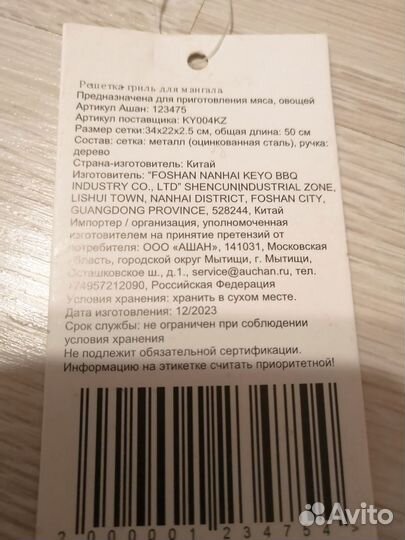 Решетка-гриль для мангала
Предназначена для приготовления мяса, овощей
Артикул Ашан: 123475
Артикул поставщика: KY004KZ
Размер сетки:34x22x2.5 см, общая длина: 50 см
Состав: сетка: металл (оцинкованная сталь), ручка:
дерево
Страна-изготовитель: Китай
Изготовитель: "FOSHAN NANHAI KEYO BBQ
INDUSTRY CO., LTD" SHENCUNINDUSTRIAL ZONE,
LISHUI TOWN, NANHAI DISTRICT, FOSHAN CITY,
GUANGDONG PROVINCE, 528244, Китай
Импортер / организация, уполномоченная
изготовителем на принятие претензий от
потребителя: ООО «АШАН», 141031, Московская
область, городской округ Мытищи, г. Мытищи,
Осташковское ш., д.1., service@auchan.ru, тел.
+74957212090, Российская Федерация
Условия хранения: хранить в сухом месте.
Дата изготовления: 12/2023
Срок службы: не ограничен при соблюдении
условия хранения
Не подлежит обязательной сертификации.
Информацию на этикетке считать приоритетной!
2 000001 234754 >
Avito